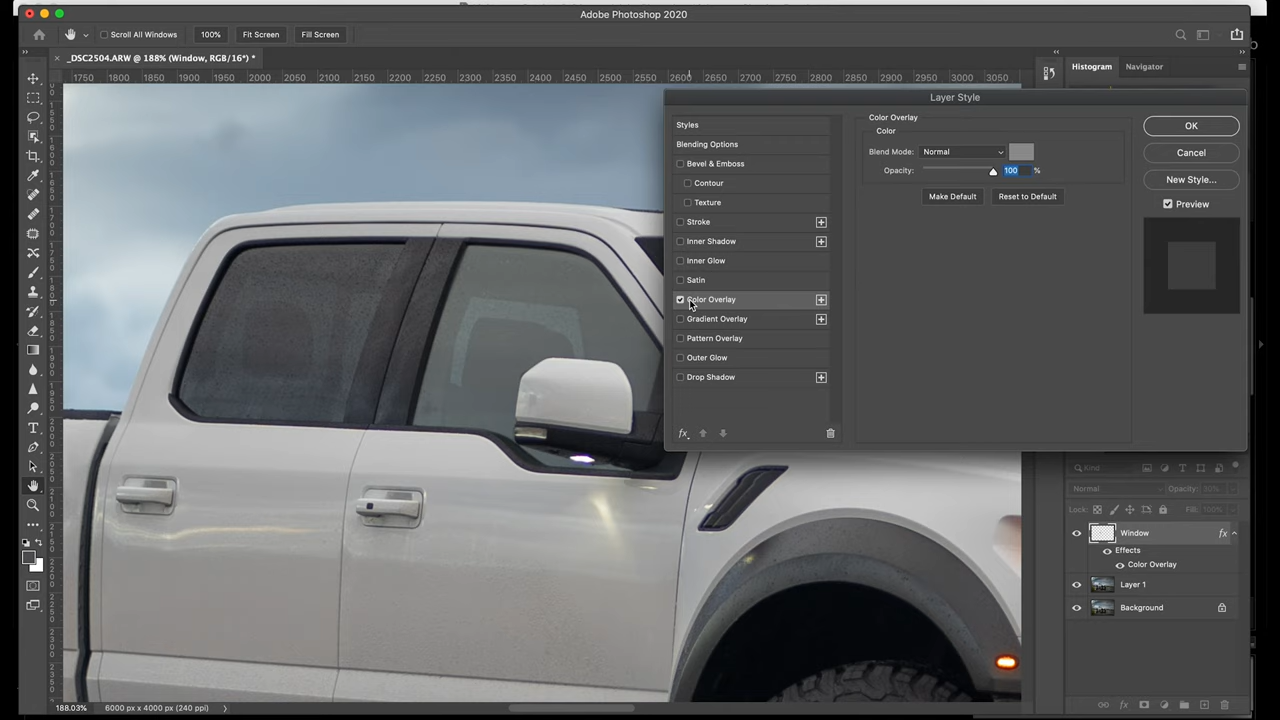 Adobe Photoshop 2020
Scroll All Windows 100% Fit Screen Fill Screen
_DSC2504.ARW @ 188% (Window, RGB/16*) *
Histogram Navigator
1750 1800 1850 1900 1950 2000 2050 2100 2150 2200 2250 2300 2350 2400 2450 2500 2550 2600 2650 2700 2750 2800 2850 2900 2950 3000 3050
Layer Style
Styles
Blending Options
Bevel & Emboss
Contour
Texture
Stroke
Inner Shadow
Inner Glow
Satin
Color Overlay
Gradient Overlay
Pattern Overlay
Outer Glow
Drop Shadow
fx
Color Overlay
Color
Blend Mode: Normal
Opacity: 100 %
Make Default Reset to Default
OK
Cancel
New Style...
Preview
Kind
Normal Opacity:
Lock: Fill: 100%
Window fx
Effects
Color Overlay
Layer 1
Background
fx
188.03% 6000 px x 4000 px (240 ppi)